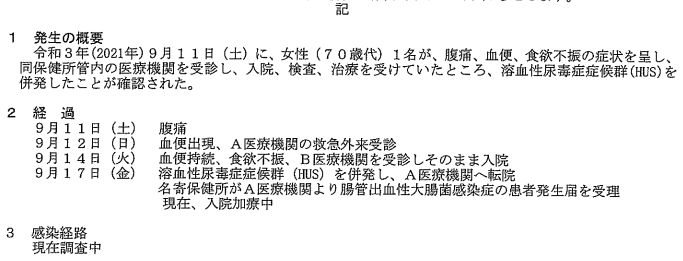 記
１　発生の概要
令和３年(2021年)９月１１日（土）に、女性（７０歳代）１名が、腹痛、血便、食欲不振の症状を呈し、
同保健所管内の医療機関を受診し、入院、検査、治療を受けていたところ、溶血性尿毒症症候群(HUS)を
併発したことが確認された。
２　経　過
９月１１日（土）　腹痛
９月１２日（日）　血便出現、Ａ医療機関の救急外来受診
９月１４日（火）　血便持続、食欲不振、Ｂ医療機関を受診しそのまま入院
９月１７日（金）　溶血性尿毒症症候群（HUS）を併発し、Ａ医療機関へ転院
名寄保健所がＡ医療機関より腸管出血性大腸菌感染症の患者発生届を受理
現在、入院加療中
３　感染経路
現在調査中